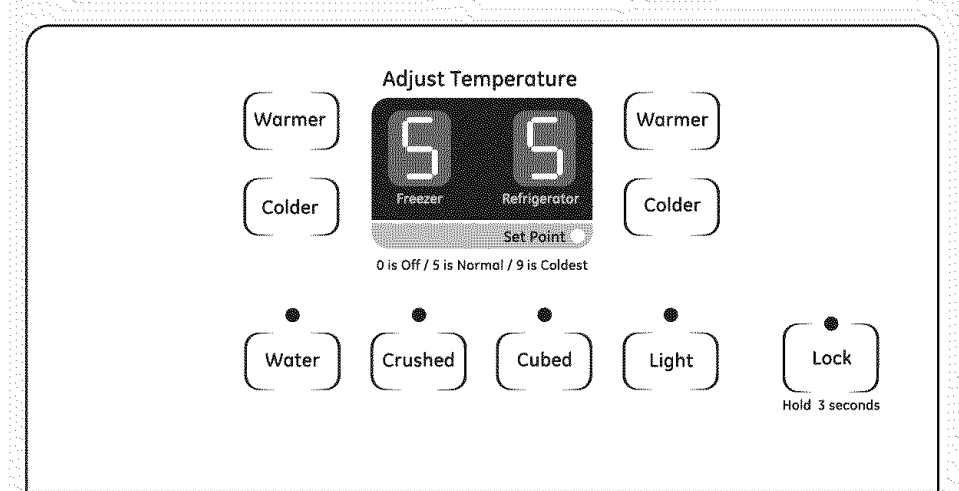 Adjust Temperature
Warmer
5 5
Warmer
Freezer Refrigerator
Colder
Colder
Set Point
0 is Off / 5 is Normal / 9 is Coldest
Water
Crushed
Cubed
Light
Lock
Hold 3 seconds